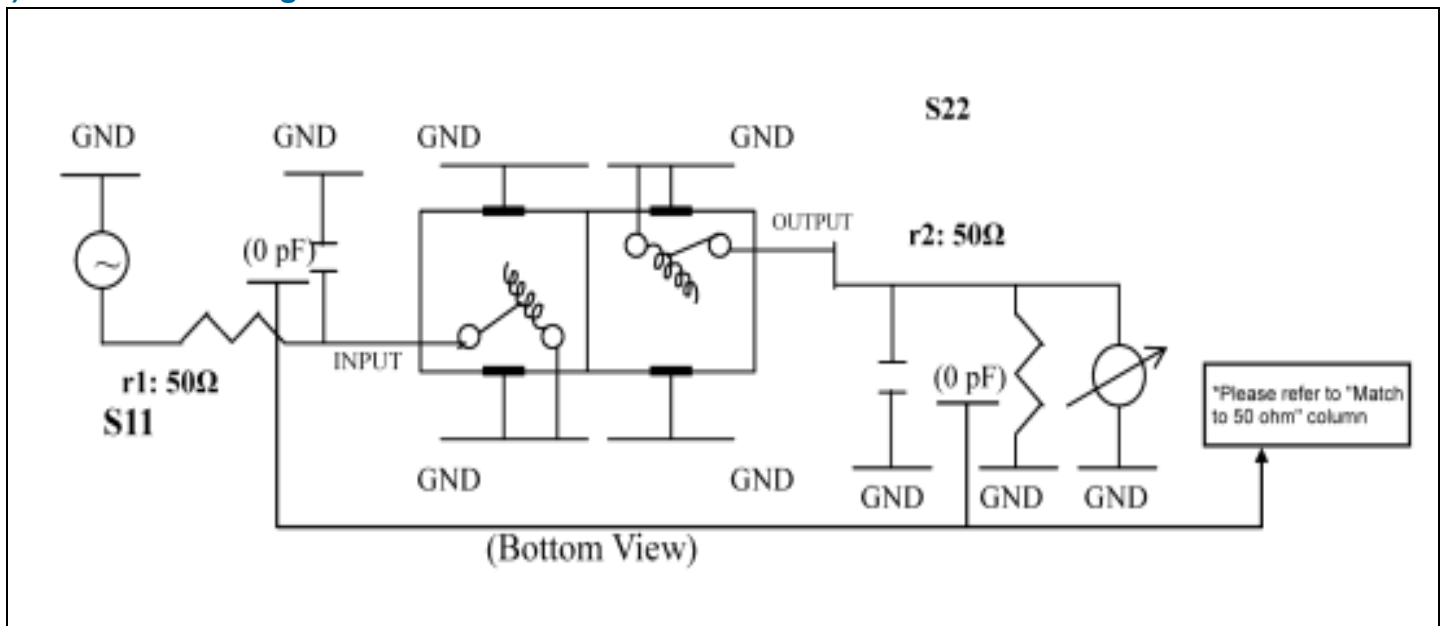 S22
GND
GND
GND
GND
(0 pF)
OUTPUT
r2: 50Ω
INPUT
r1: 50Ω
S11
(0 pF)
*Please refer to "Match
to 50 ohm" column
GND
GND
GND
GND
GND
(Bottom View)